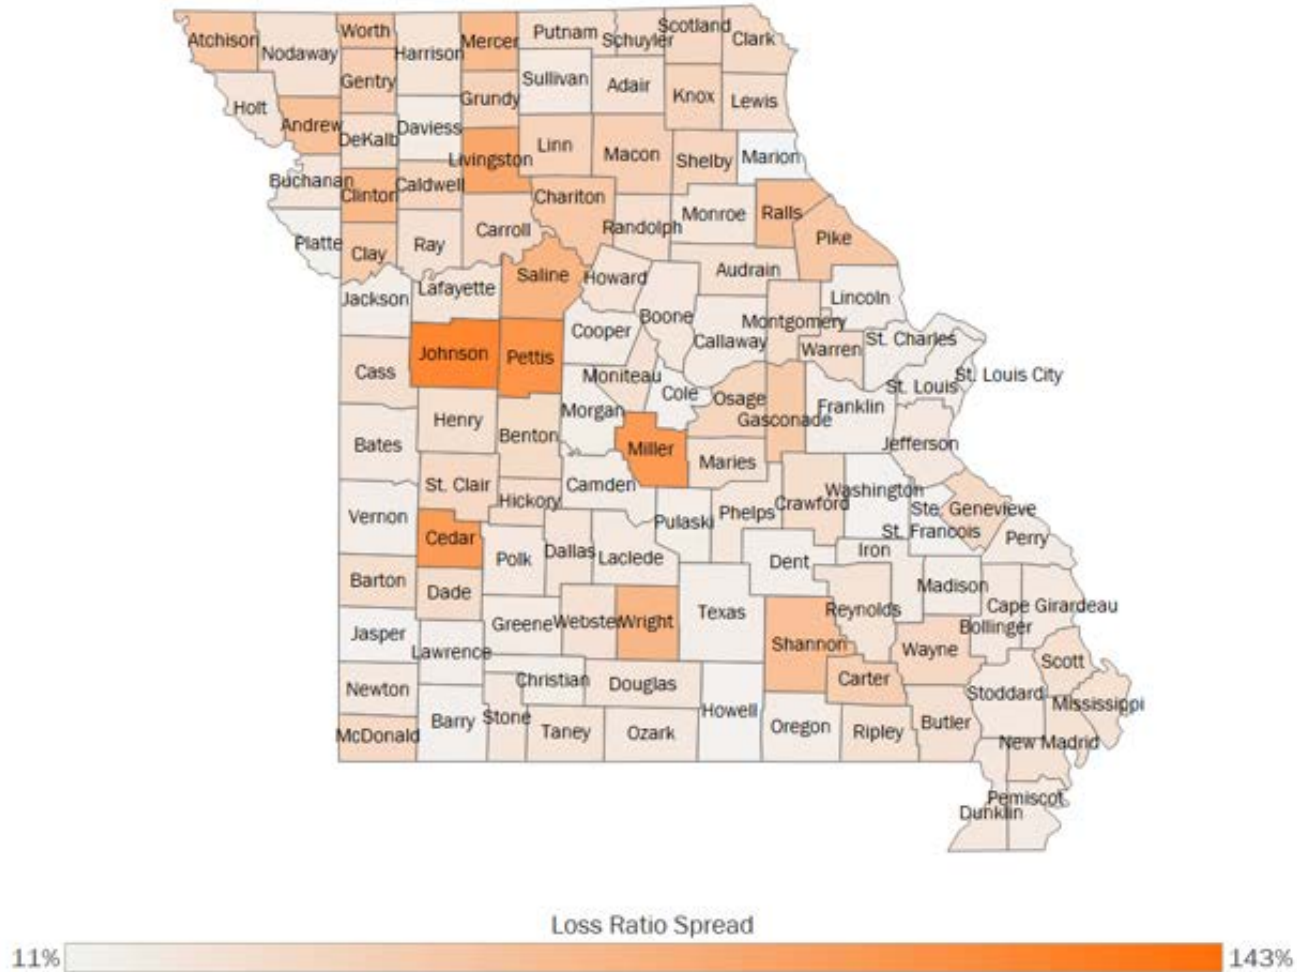 Atchison
Nodaway
Worth
Harrison
Mercer
Putnam
Schuyler
Scotland
Clark
Gentry
Sullivan
Adair
Knox
Lewis
Holt
Andrew
DeKalb
Daviess
Grundy
Linn
Macon
Shelby
Marion
Livingston
Buchanan
Clinton
Caldwell
Chariton
Randolph
Monroe
Ralls
Pike
Platte
Clay
Ray
Carroll
Saline
Howard
Audrain
Jackson
Lafayette
Boone
Lincoln
Cooper
Callaway
Montgomery
Warren
St. Charles
Johnson
Pettis
Cass
Moniteau
Cole
Osage
Gasconade
Franklin
St. Louis
St. Louis City
Henry
Benton
Morgan
Miller
Maries
Jefferson
Bates
St. Clair
Hickory
Camden
Pulaski
Phelps
Crawford
Washington
Ste. Genevieve
St. Francois
Perry
Vernon
Cedar
Polk
Dallas
Laclede
Dent
Iron
Barton
Dade
Madison
Cape Girardeau
Bollinger
Jasper
Lawrence
Greene
Webster
Wright
Texas
Shannon
Reynolds
Wayne
Scott
Newton
Christian
Douglas
Carter
Stoddard
Mississippi
McDonald
Barry
Stone
Taney
Ozark
Howell
Oregon
Ripley
Butler
New Madrid
Pemiscot
Dunklin
Loss Ratio Spread
11%
143%